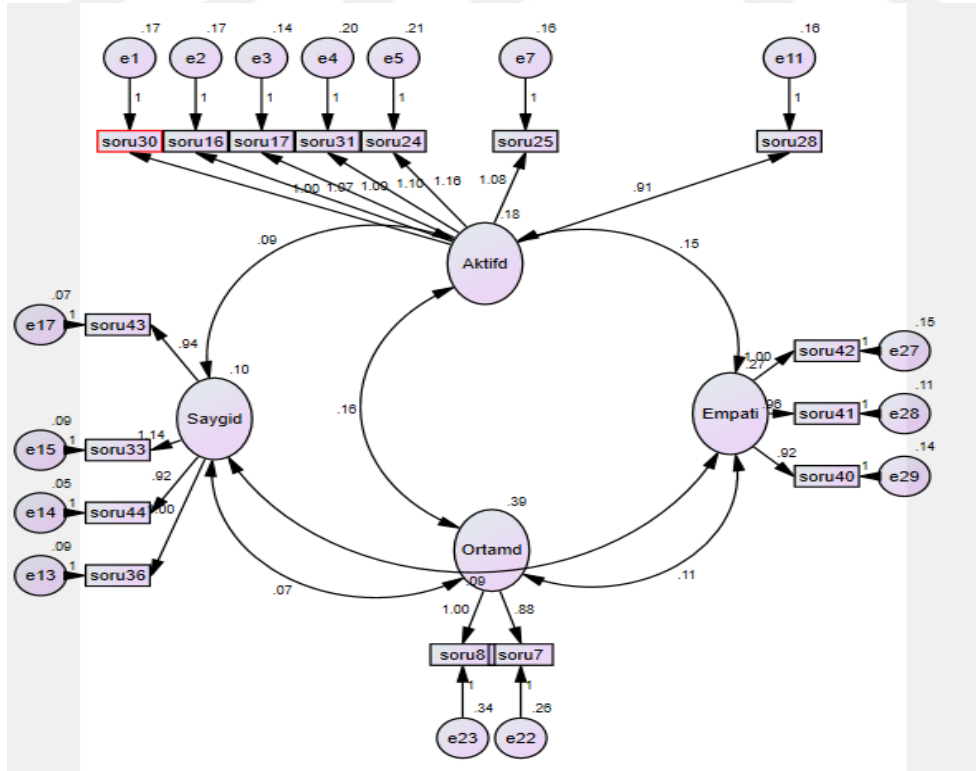 .17 .17 .14 .20 .21 .16 .16
e1 e2 e3 e4 e5 e7 e11
1 1 1 1 1 1 1
soru30 soru16 soru17 soru31 soru24 soru25 soru28
1.00 1.07 1.09 1.10 1.16 1.08 .91
.18
Aktifd
.09 .15
.07
e17 1 soru43
.94
.15
soru42 1 e27
1.00
.27
.10
Saygid
Empati
.11
.96 soru41 1 e28
.16
.09
e15 1 soru33
1.14
.14
.92
soru40 1 e29
.05
e14 1 soru44
.92
.00
.09
e13 1 soru36
.39
Ortamd
.09
.07 .11
1.00 .88
soru8 soru7
1 1
.34 .26
e23 e22